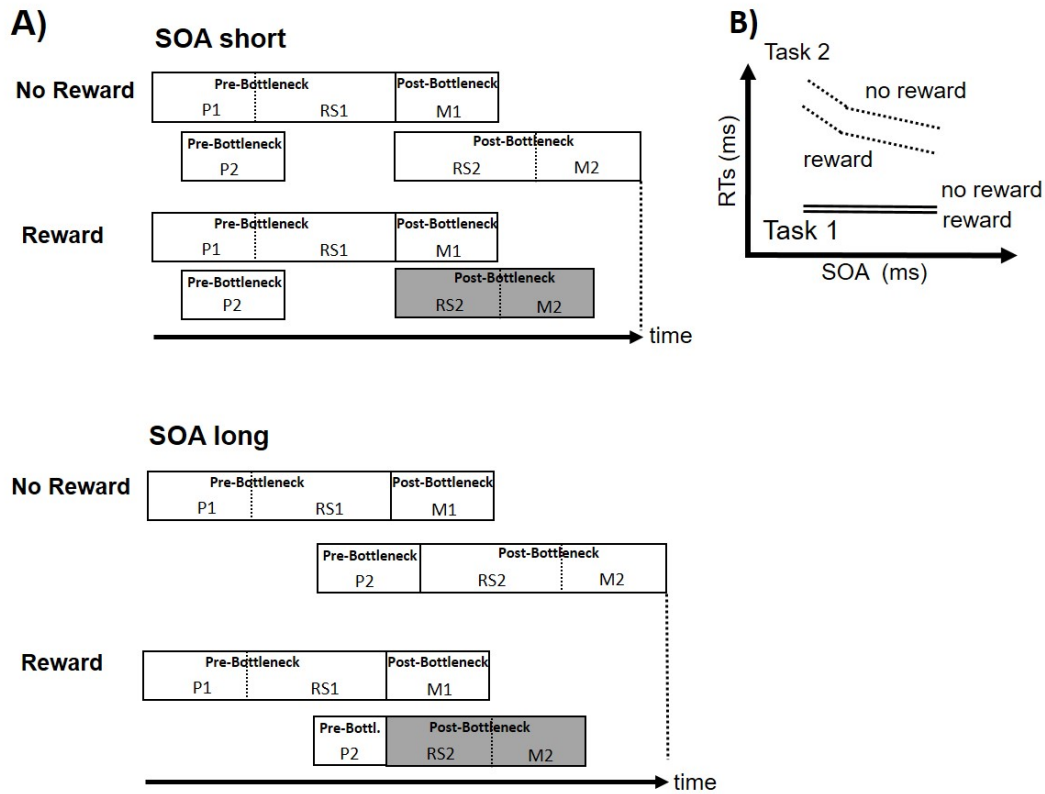 A)
SOA short
No Reward
Pre-Bottleneck
P1 RS1
Post-Bottleneck
M1
Pre-Bottleneck
P2
Post-Bottleneck
RS2 M2
Reward
Pre-Bottleneck
P1 RS1
Post-Bottleneck
M1
Pre-Bottleneck
P2
Post-Bottleneck
RS2 M2
time
SOA long
No Reward
Pre-Bottleneck
P1 RS1
Post-Bottleneck
M1
Pre-Bottleneck
P2
Post-Bottleneck
RS2 M2
Reward
Pre-Bottleneck
P1 RS1
Post-Bottleneck
M1
Pre-Bottl.
P2
Post-Bottleneck
RS2 M2
time
B)
Task 2
no reward
reward
RTs (ms)
no reward
reward
Task 1
SOA (ms)